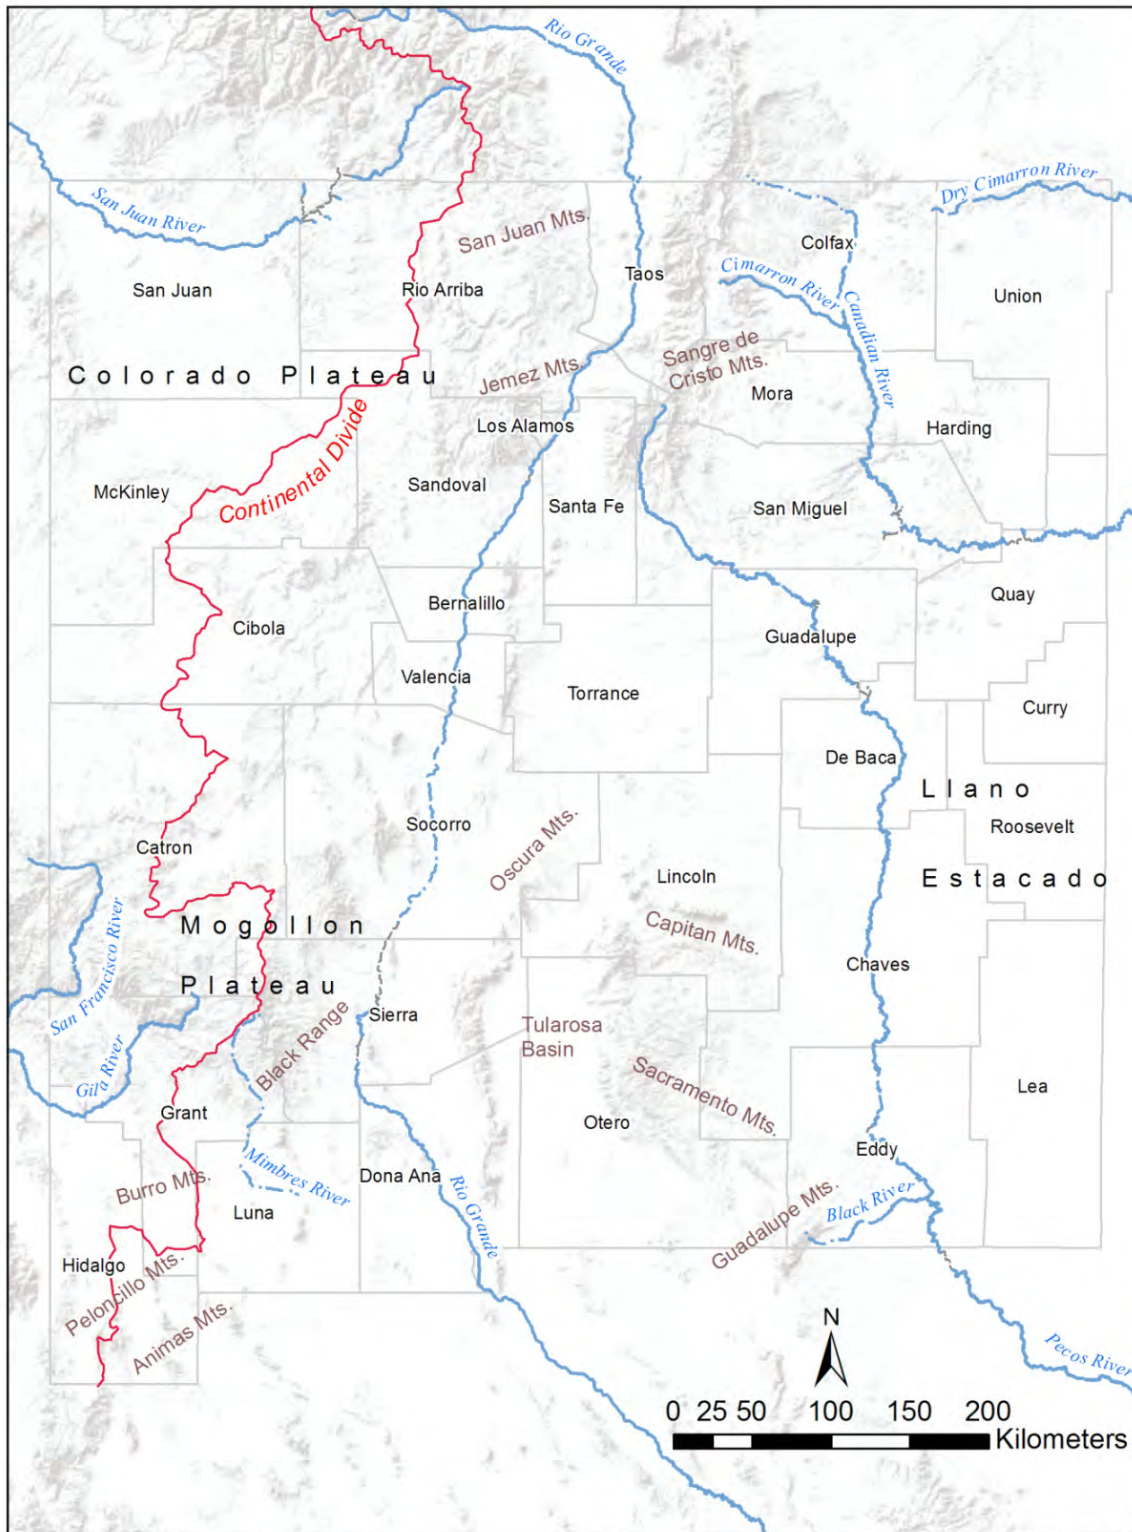 Rio Grande
San Juan River
Dry Cimarron River
San Juan Mts.
Colfax
Taos
Cimarron River
San Juan
Rio Arriba
Union
Canadian River
Colorado Plateau
Jemez Mts.
Sangre de
Cristo Mts.
Mora
Los Alamos
Harding
Continental Divide
McKinley
Sandoval
Santa Fe
San Miguel
Bernalillo
Quay
Cibola
Guadalupe
Valencia
Torrance
Curry
De Baca
Llano
Socorro
Roosevelt
Catron
Oscura Mts.
Lincoln
Estacado
Mogollon
Capitan Mts.
San Francisco River
Chaves
Plateau
Sierra
Tularosa
Basin
Black Range
Gila River
Sacramento Mts.
Lea
Grant
Otero
Eddy
Mimbres River
Dona Ana
Burro Mts.
Rio Grande
Luna
Guadalupe Mts.
Black River
Hidalgo
Peloncillo Mts.
Animas Mts.
N
Pecos River
0 25 50 100 150 200
Kilometers